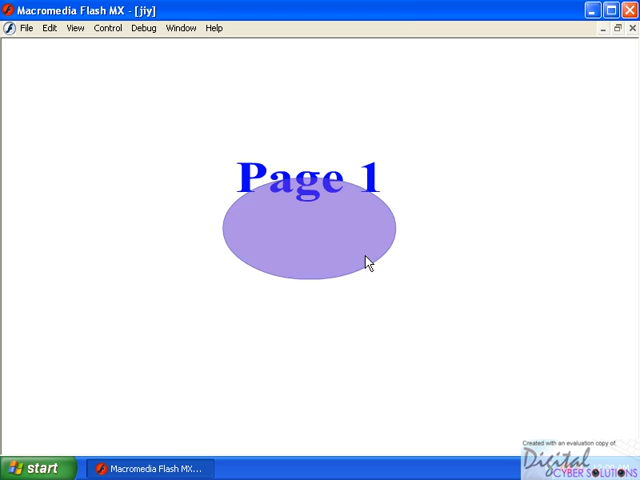 Macromedia Flash MX - [jiy]
File Edit View Control Debug Window Help
Page 1
Created with an evaluation copy of:
Digital
CYBER SOLUTIONS
start Macromedia Flash MX...